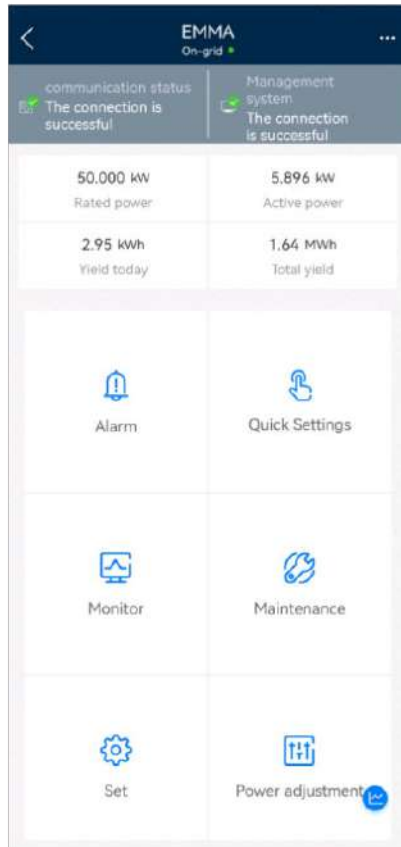 EMMA
On-grid
communication status
The connection is
successful
Management
system
The connection
is successful
50.000 kW
5.896 kW
Rated power
Active power
2.95 kWh
1.64 MWh
Yield today
Total yield
Alarm
Quick Settings
Monitor
Maintenance
Set
Power adjustment